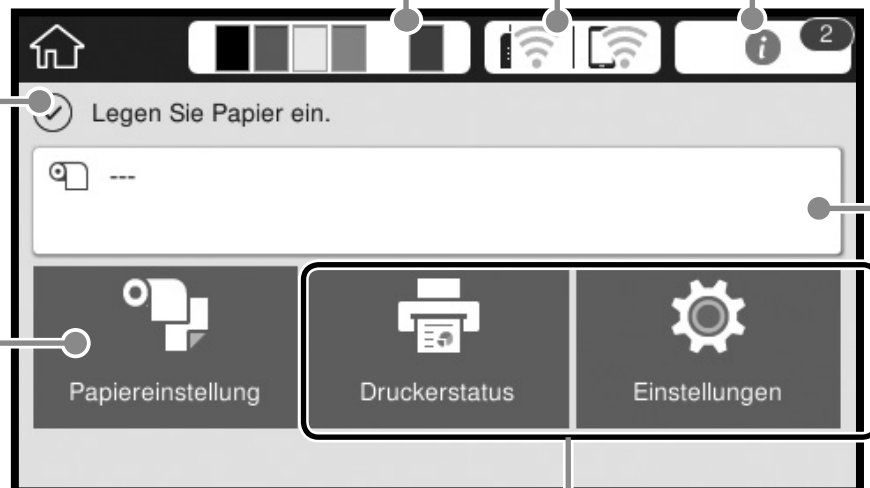 2
Legen Sie Papier ein.
---
Papiereinstellung
Druckerstatus
Einstellungen